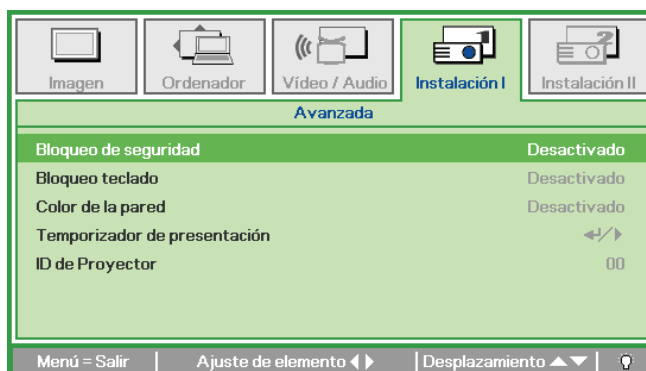 Imagen
Ordenador
Vídeo / Audio
Instalación I
Instalación II
Avanzada
Bloqueo de seguridad Desactivado
Bloqueo teclado Desactivado
Color de la pared Desactivado
Temporizador de presentación
ID de Proyector 00
Menú = Salir Ajuste de elemento Desplazamiento